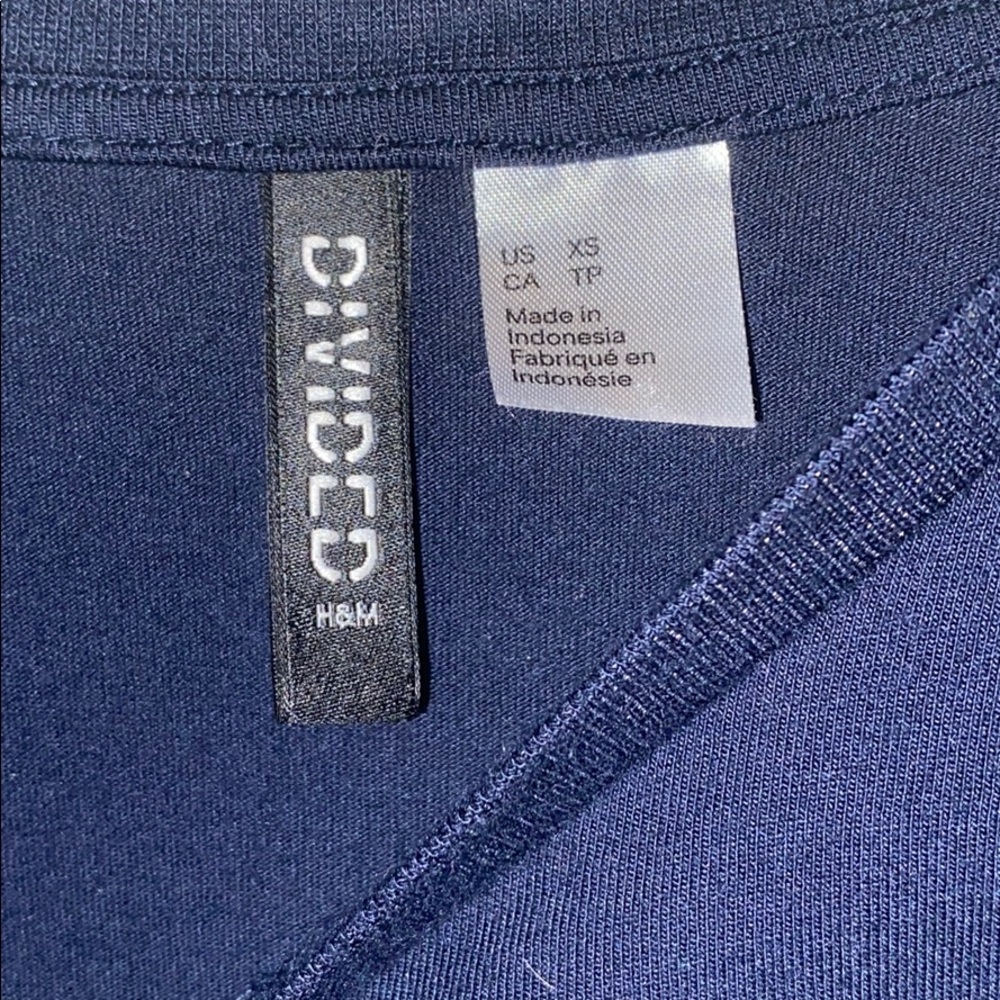 DIVIDED
H&M
US XS
CA TP
Made in
Indonesia
Fabriqué en
Indonésie